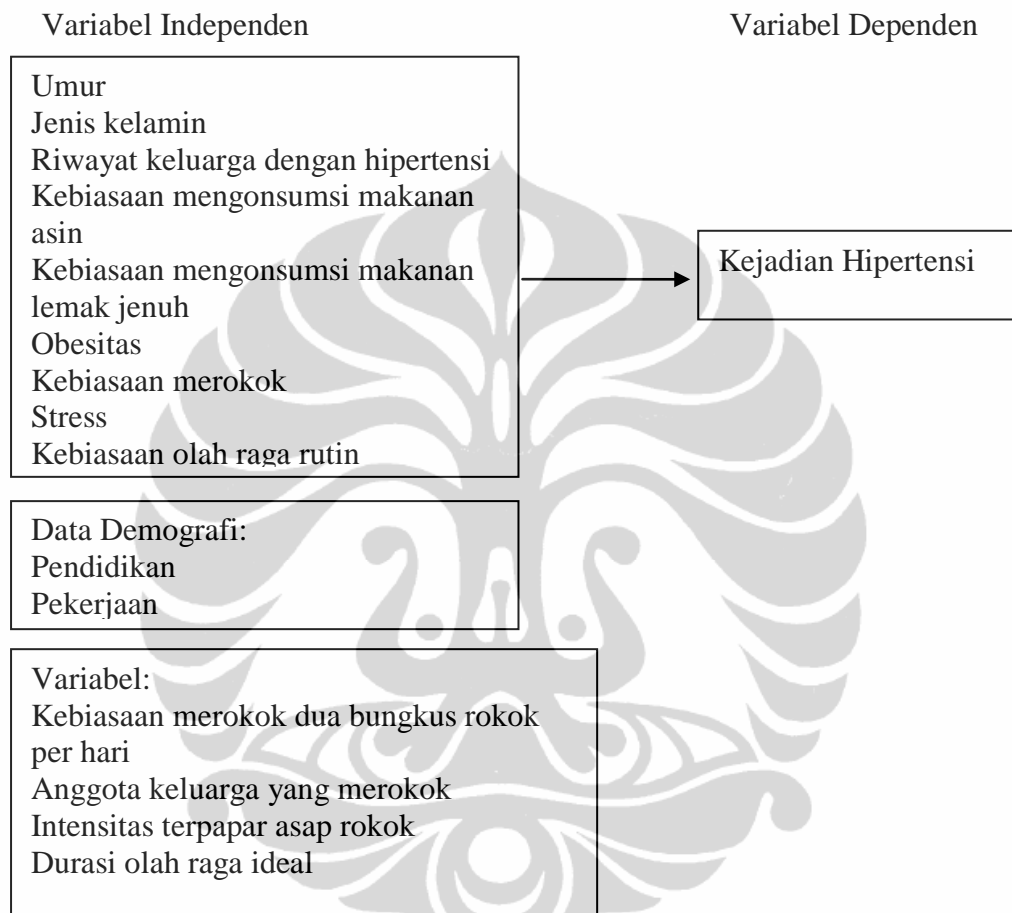 Variabel Independen
Variabel Dependen
Umur
Jenis kelamin
Riwayat keluarga dengan hipertensi
Kebiasaan mengonsumsi makanan
asin
Kebiasaan mengonsumsi makanan
lemak jenuh
Obesitas
Kebiasaan merokok
Stress
Kebiasaan olah raga rutin
Kejadian Hipertensi
Data Demografi:
Pendidikan
Pekerjaan
Variabel:
Kebiasaan merokok dua bungkus rokok
per hari
Anggota keluarga yang merokok
Intensitas terpapar asap rokok
Durasi olah raga ideal